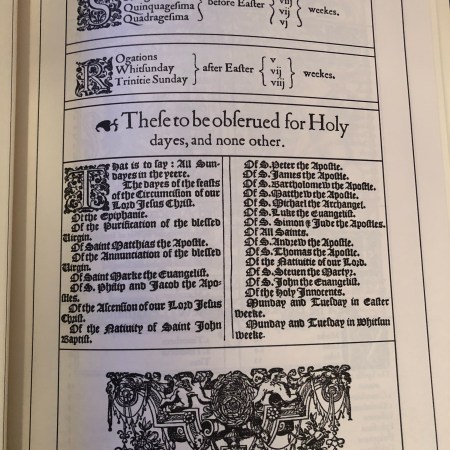 Quinquagesima } before Easter { vij
Quadragesima vj weekes.
v
Rogations v
Whitsunday } after Easter { vij } weekes.
Trinitie Sunday viij
These to be obserued for Holy
dayes, and none other.
That is to say: All Sun-
dayes in the yeere.
The dayes of the feasts
of the Circumcision of our
Lord Jesus Christ.
Of the Epiphanie.
Of the Purification of the blessed
Virgin.
Of Saint Matthias the Apostle.
Of the Annunciation of the blessed
Virgin.
Of Saint Marke the Euangelist.
Of S. Philip and Jacob the Apo-
stles.
Of the Ascension of our Lord Jesus
Christ.
Of the Nativity of Saint John
Baptist.
Of S. Peter the Apostle.
Of S. James the Apostle.
Of S. Bartholomew the Apostle.
Of S. Matthew the Apostle.
Of S. Michael the Archangel.
Of S. Luke the Euangelist.
Of S. Simon & Jude the Apostles.
Of All Saints.
Of S. Andrew the Apostle.
Of S. Thomas the Apostle.
Of the Natiuitie of our Lord.
Of S. Steuen the Martyr.
Of S. John the Euangelist.
Of the Holy Innocents.
Munday and Tuesday in Easter
weeke.
Munday and Tuesday in Whitsun
weeke.